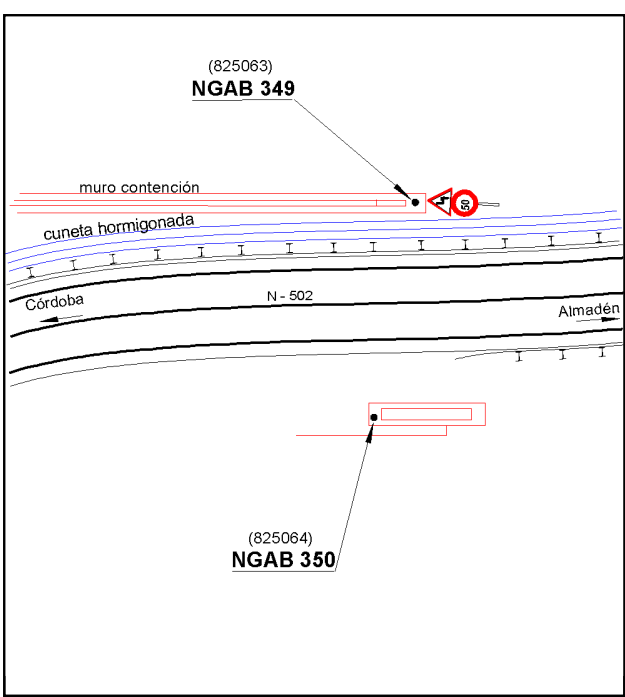 (825063)
NGAB 349
muro contención
50
cuneta hormigonada
N - 502
Córdoba
Almadén
(825064)
NGAB 350